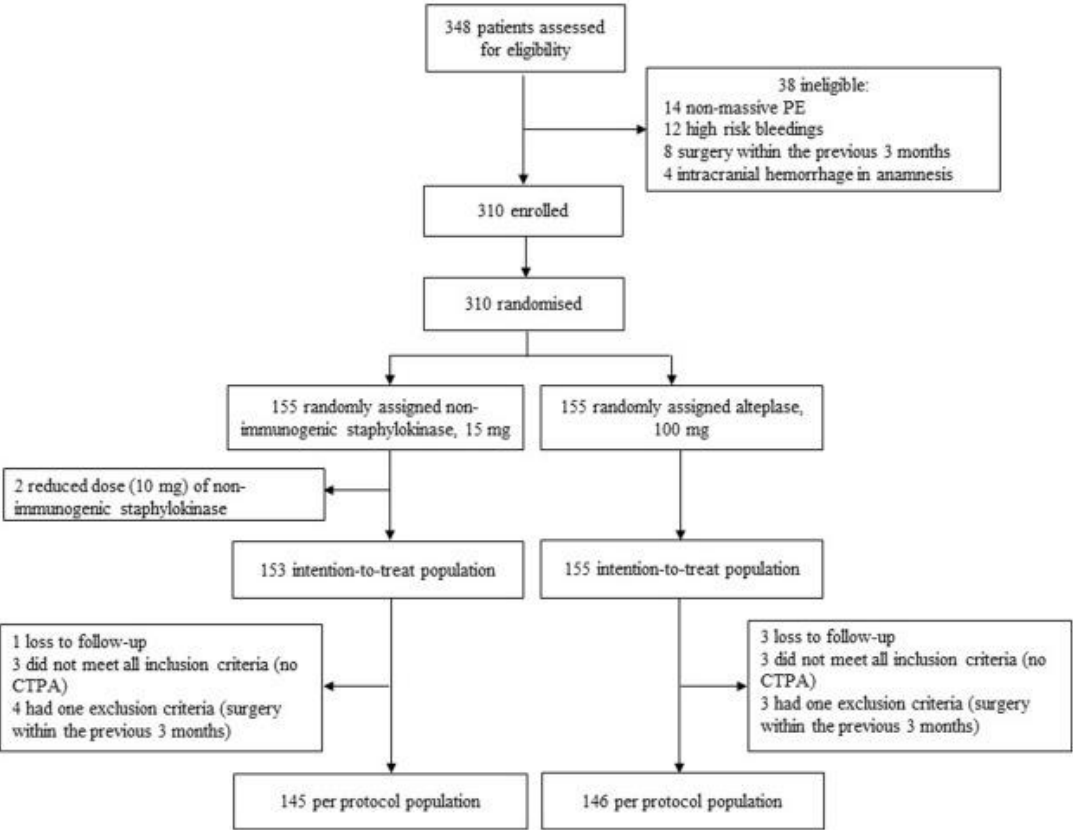 348 patients assessed
for eligibility
38 ineligible:
14 non-massive PE
12 high risk bleedings
8 surgery within the previous 3 months
4 intracranial hemorrhage in anamnesis
310 enrolled
310 randomised
155 randomly assigned non-
immunogenic staphylokinase, 15 mg
155 randomly assigned alteplase,
100 mg
2 reduced dose (10 mg) of non-
immunogenic staphylokinase
153 intention-to-treat population
155 intention-to-treat population
1 loss to follow-up
3 did not meet all inclusion criteria (no
CTPA)
4 had one exclusion criteria (surgery
within the previous 3 months)
3 loss to follow-up
3 did not meet all inclusion criteria (no
CTPA)
3 had one exclusion criteria (surgery
within the previous 3 months)
145 per protocol population
146 per protocol population